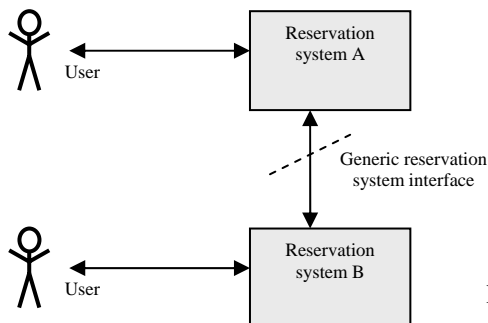 Reservation
system A
User
Generic reservation
system interface
Reservation
system B
User